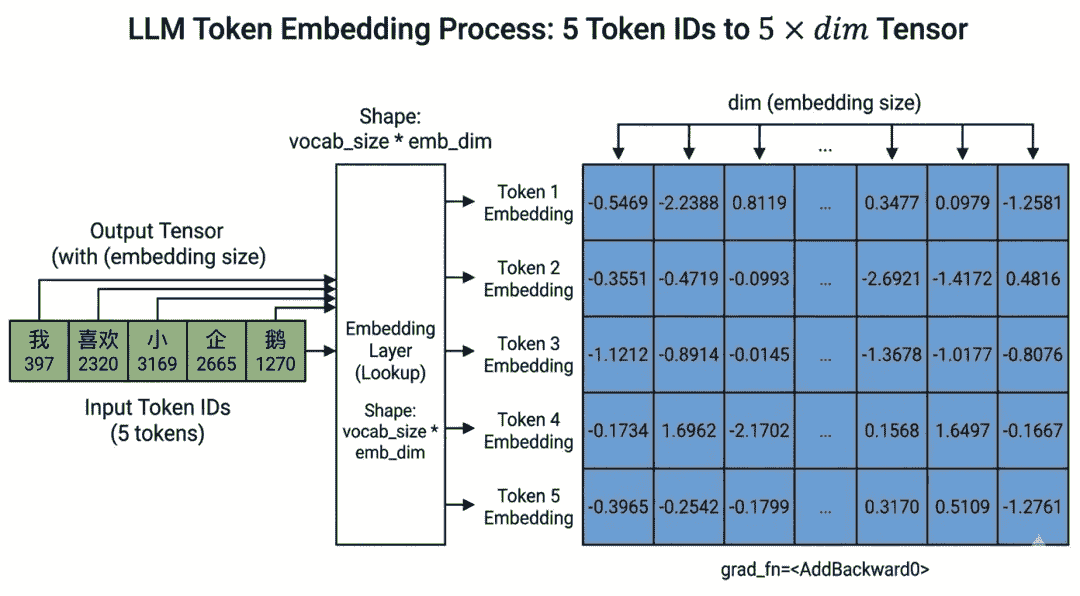 LLM Token Embedding Process: 5 Token IDs to 5 × dim Tensor
Shape:
vocab_size * emb_dim
dim (embedding size)
...
Output Tensor
(with (embedding size)
我 喜欢 小 企 鹅
397 2320 3169 2665 1270
Input Token IDs
(5 tokens)
Embedding
Layer
(Lookup)
Shape:
vocab_size *
emb_dim
Token 1
Embedding
-0.5469 -2.2388 0.8119 ... 0.3477 0.0979 -1.2581
Token 2
Embedding
-0.3551 -0.4719 -0.0993 ... -2.6921 -1.4172 0.4816
Token 3
Embedding
-1.1212 -0.8914 -0.0145 ... -1.3678 -1.0177 -0.8076
Token 4
Embedding
-0.1734 1.6962 -2.1702 ... 0.1568 1.6497 -0.1667
Token 5
Embedding
-0.3965 -0.2542 -0.1799 ... 0.3170 0.5109 -1.2761
grad_fn=<AddBackward0>